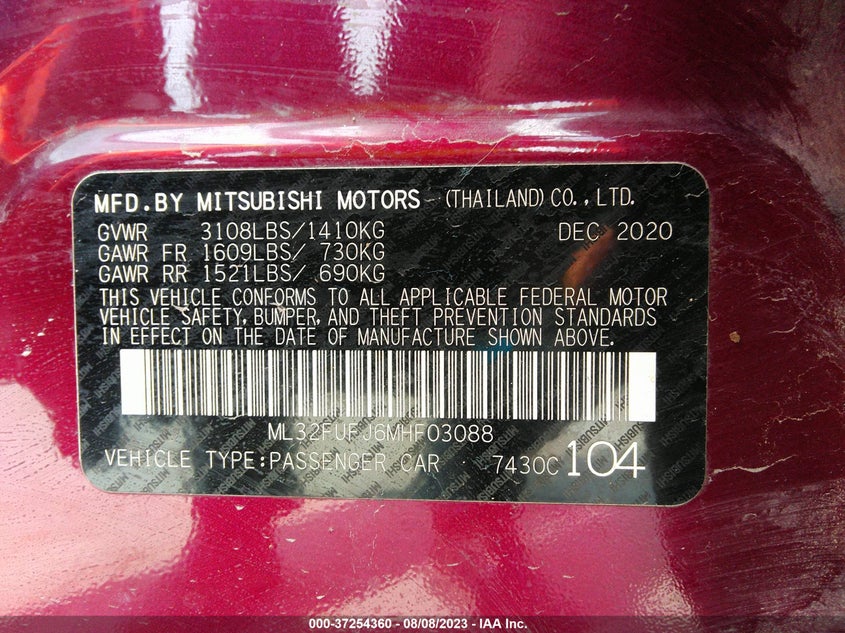 MFD.BY MITSUBISHI MOTORS (THAILAND) CO.,LTD.
GVWR 3108LBS/1410KG DEC 2020
GAWR FR 1609LBS/ 730KG
GAWR RR 1521LBS/ 690KG
THIS VEHICLE CONFORMS TO ALL APPLICABLE FEDERAL MOTOR
VEHICLE SAFETY, BUMPER, AND THEFT PREVENTION STANDARDS
IN EFFECT ON THE DATE OF MANUFACTURE SHOWN ABOVE.
ML32FUFJ6MHF03088
VEHICLE TYPE:PASSENGER CAR 7430C 104
000-37254360 - 08/08/2023 - IAA Inc.